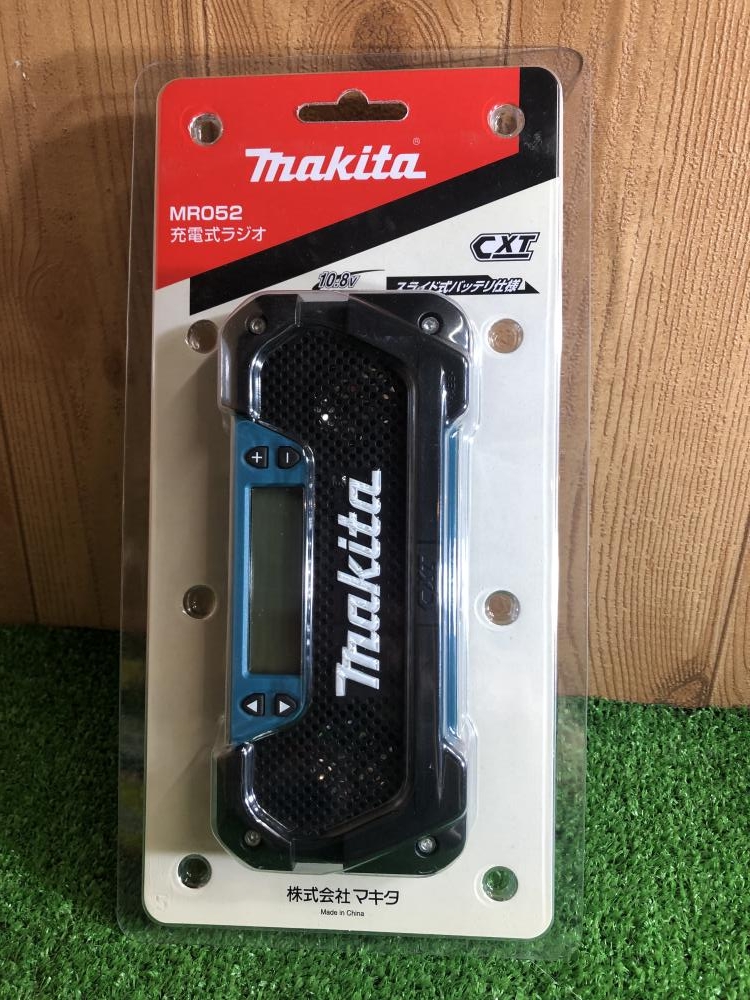 makita®
MR052
充電式ラジオ
CXT
10.8V
スライド式バッテリ仕様
+ -
makita
CXT
株式会社マキタ
Made in China